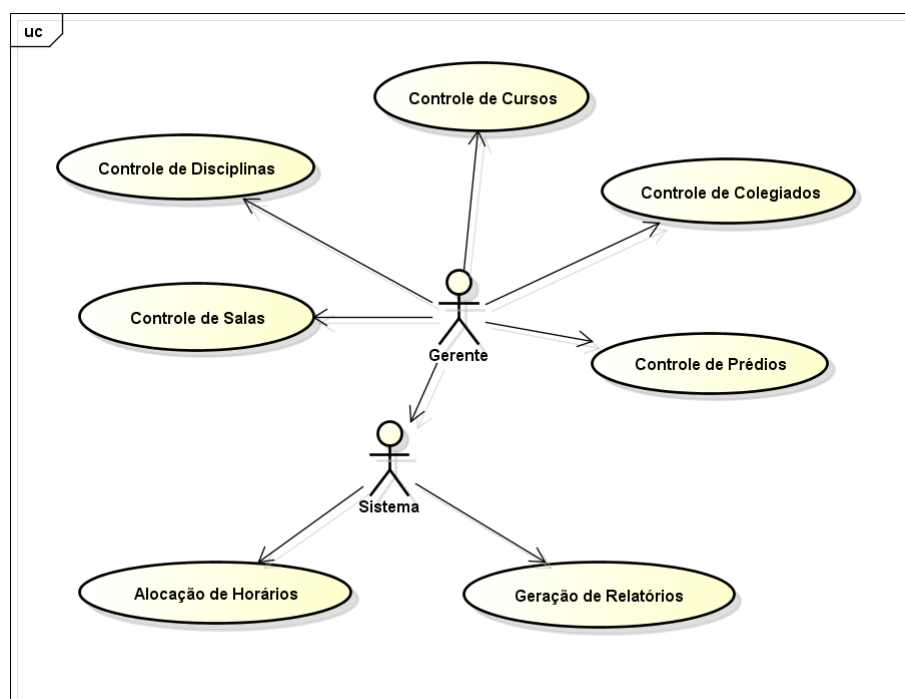 uc
Controle de Cursos
Controle de Disciplinas
Controle de Colegiados
Controle de Salas
Gerente
Controle de Prédios
Sistema
Alocação de Horários
Geração de Relatórios